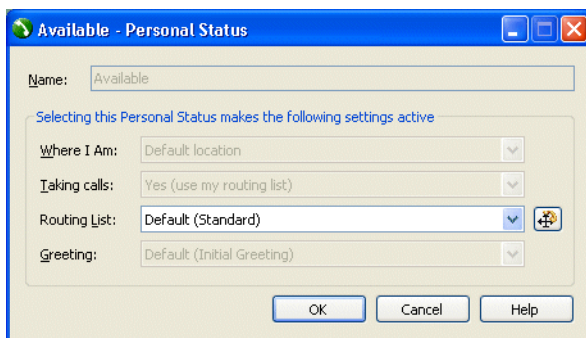 Available - Personal Status
Name: Available
Selecting this Personal Status makes the following settings active
Where I Am: Default location
Taking calls: Yes (use my routing list)
Routing List: Default (Standard)
Greeting: Default (Initial Greeting)
OK Cancel Help